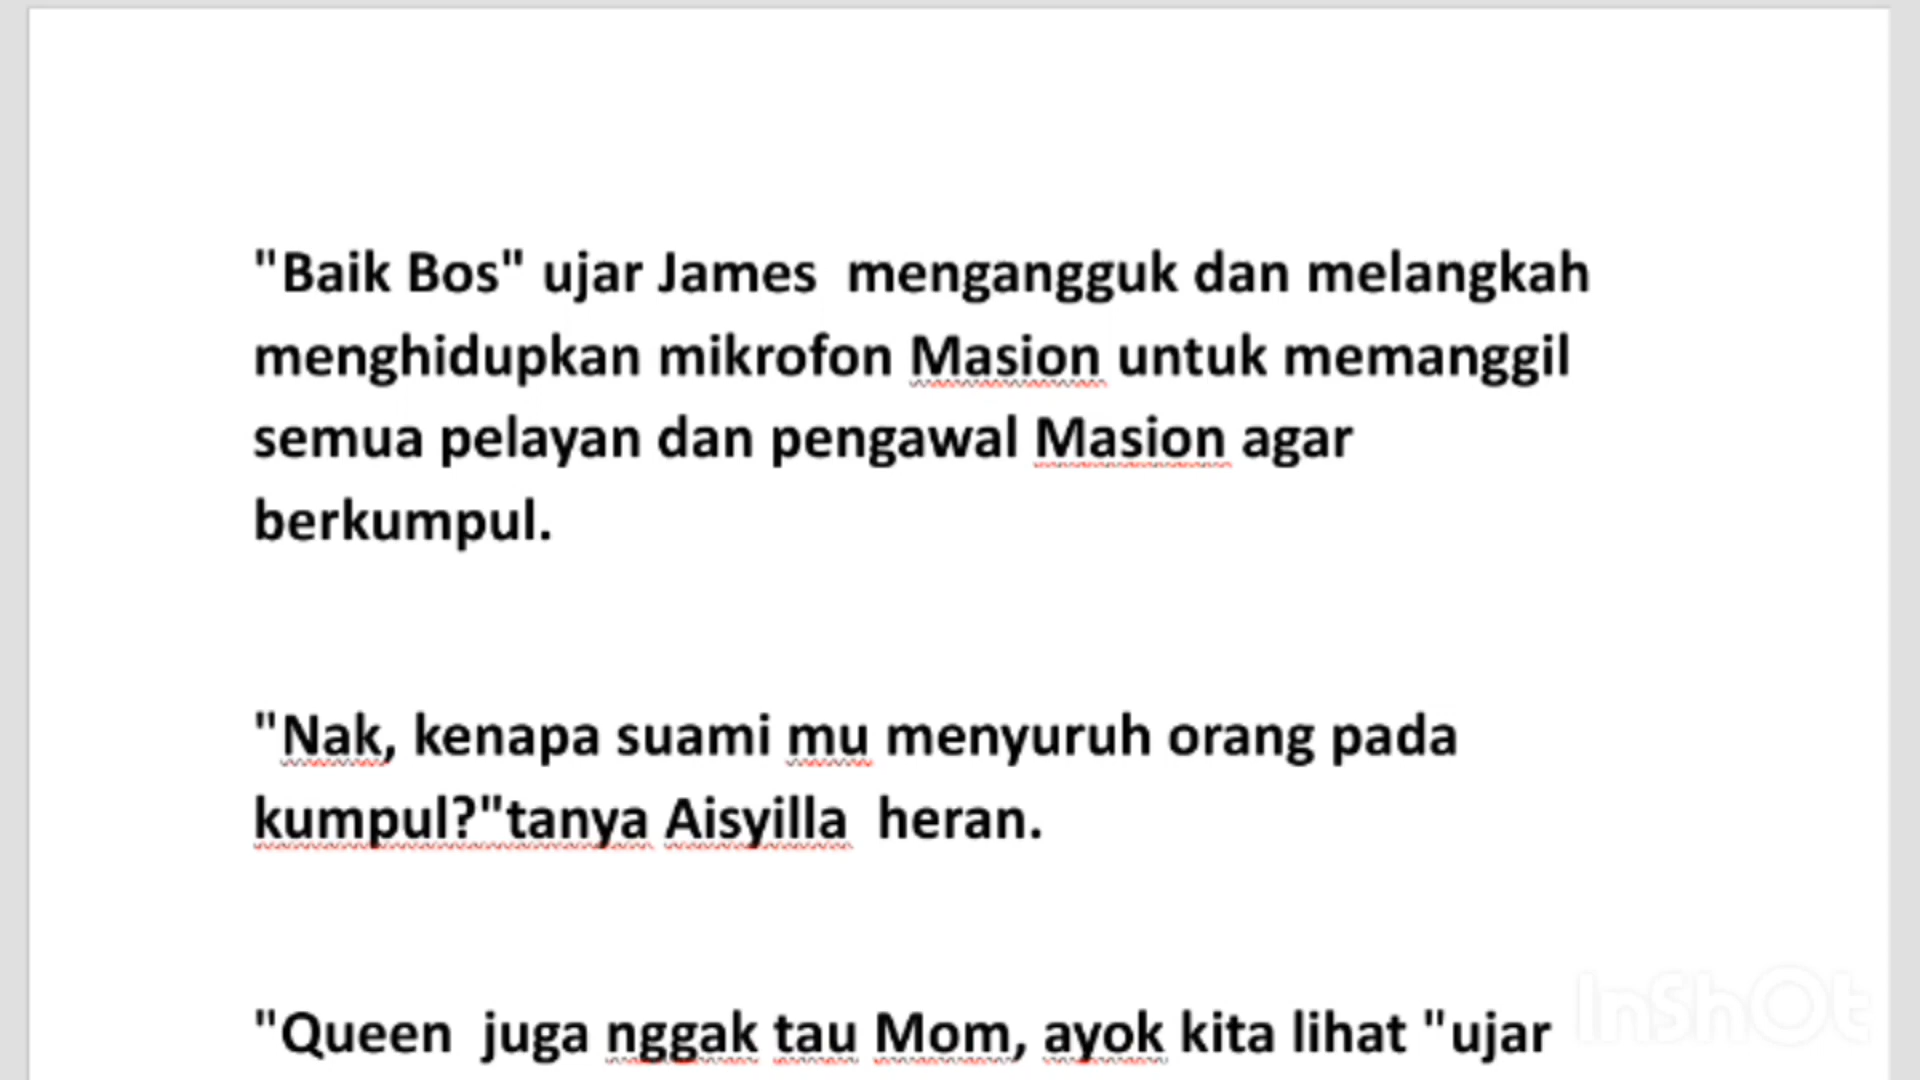 "Baik Bos" ujar James  mengangguk dan melangkah
menghidupkan mikrofon Masion untuk memanggil
semua pelayan dan pengawal Masion agar
berkumpul.
"Nak, kenapa suami mu menyuruh orang pada
kumpul?"tanya Aisyilla  heran.
"Queen  juga nggak tau Mom, ayok kita lihat "ujar
InShOt